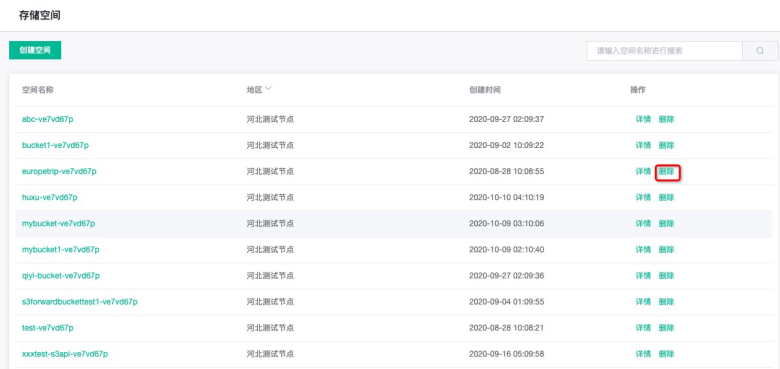 存储空间
创建空间 请输入空间名称进行搜索
空间名称 地区 创建时间 操作
abc-ve7vd67p 河北测试节点 2020-09-27 02:09:37 详情 删除
bucket1-ve7vd67p 河北测试节点 2020-09-02 10:09:22 详情 删除
europetrip-ve7vd67p 河北测试节点 2020-08-28 10:08:55 详情 删除
huxu-ve7vd67p 河北测试节点 2020-10-10 04:10:19 详情 删除
mybucket-ve7vd67p 河北测试节点 2020-10-09 03:10:06 详情 删除
mybucket1-ve7vd67p 河北测试节点 2020-10-09 02:10:40 详情 删除
qiyi-bucket-ve7vd67p 河北测试节点 2020-09-27 02:09:36 详情 删除
s3forwardbuckettest1-ve7vd67p 河北测试节点 2020-09-04 01:09:55 详情 删除
test-ve7vd67p 河北测试节点 2020-08-28 10:08:21 详情 删除
xxxtest-s3api-ve7vd67p 河北测试节点 2020-09-16 05:09:58 详情 删除